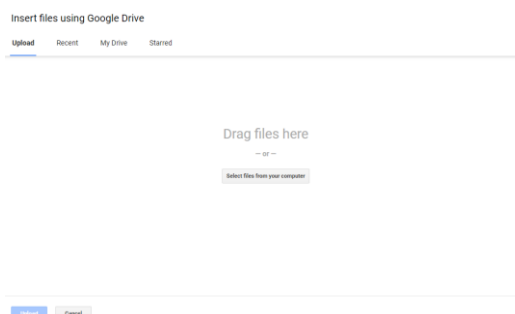 Insert files using Google Drive
Upload Recent My Drive Starred
Drag files here
— or —
Select files from your computer
Upload Cancel